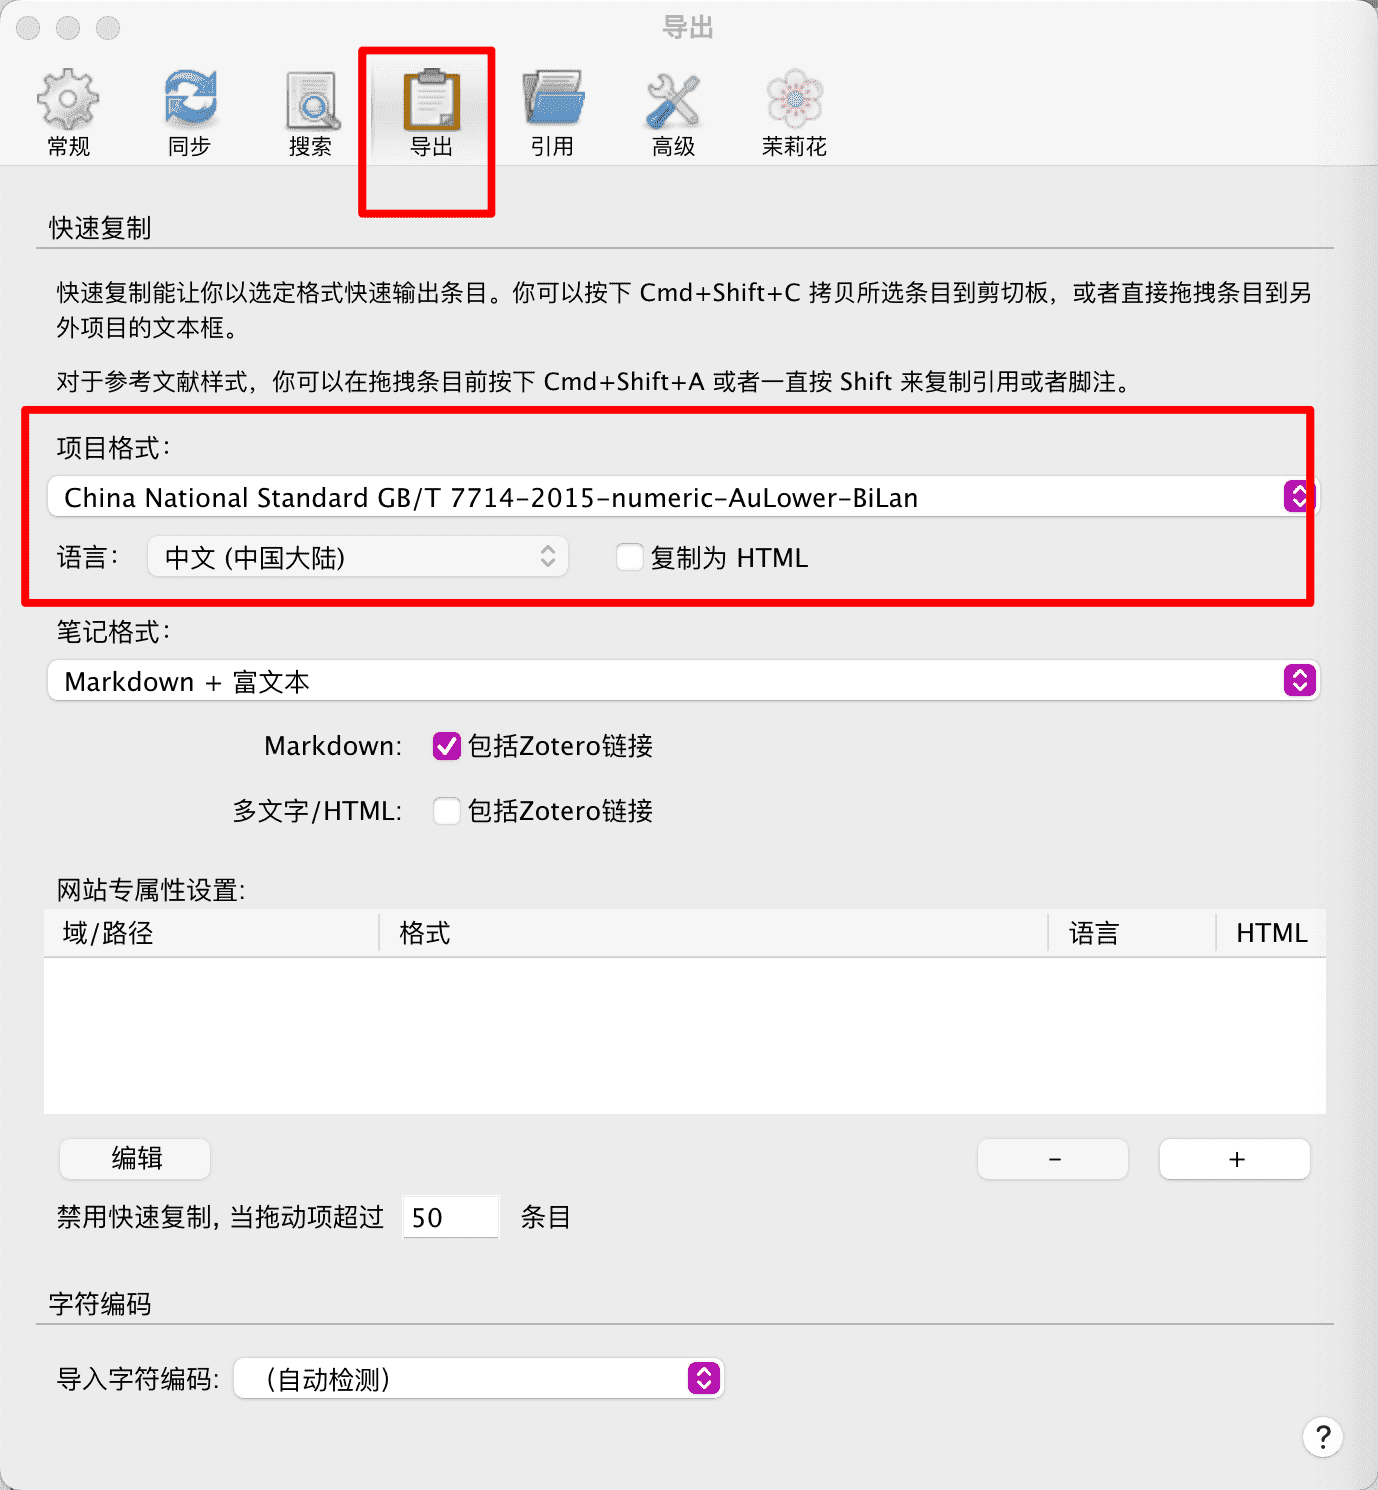 导出
常规 同步 搜索 导出 引用 高级 茉莉花
快速复制
快速复制能让你以选定格式快速输出条目。你可以按下 Cmd+Shift+C 拷贝所选条目到剪切板，或者直接拖拽条目到另
外项目的文本框。
对于参考文献样式，你可以在拖拽条目前按下 Cmd+Shift+A 或者一直按 Shift 来复制引用或者脚注。
项目格式：
China National Standard GB/T 7714-2015-numeric-AuLower-BiLan
语言： 中文 (中国大陆) 复制为 HTML
笔记格式：
Markdown + 富文本
Markdown: 包括Zotero链接
多文字/HTML: 包括Zotero链接
网站专属性设置:
域/路径 格式 语言 HTML
编辑 - +
禁用快速复制, 当拖动项超过 50 条目
字符编码
导入字符编码: （自动检测）
?